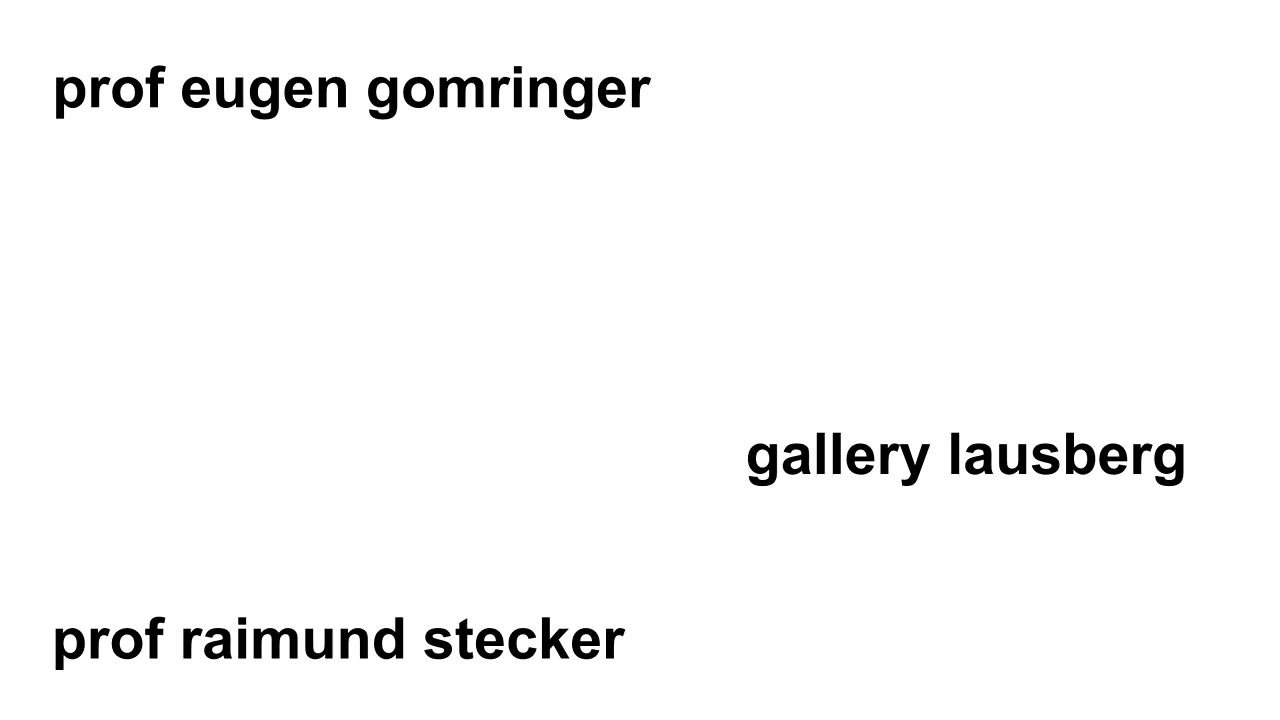 prof eugen gomringer
gallery lausberg
prof raimund stecker